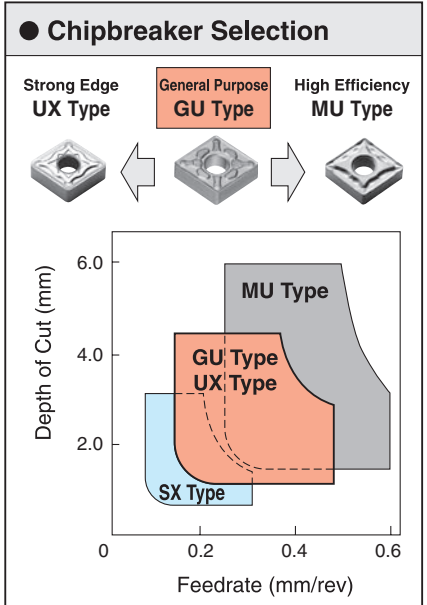 ● Chipbreaker Selection
Strong Edge
UX Type
General Purpose
GU Type
High Efficiency
MU Type
Depth of Cut (mm)
6.0
4.0
2.0
MU Type
GU Type
UX Type
SX Type
0
0.2
0.4
0.6
Feedrate (mm/rev)